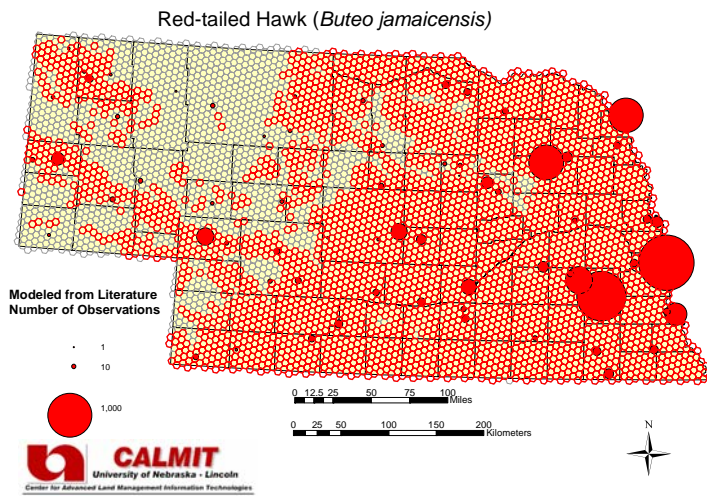 Red-tailed Hawk (Buteo jamaicensis)
Modeled from Literature
Number of Observations
1
10
1,000
0 12.5 25 50 75 100
Miles
0 25 50 100 150 200
Kilometers
N
CALMIT
University of Nebraska - Lincoln
Center for Advanced Land Management Information Technologies